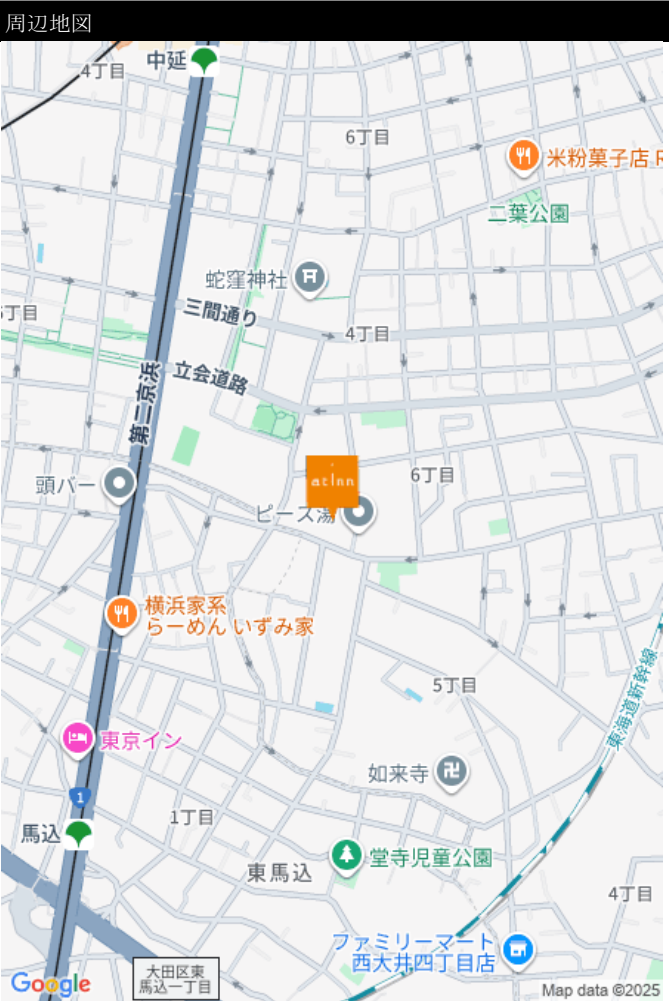 周辺地図
中延
4丁目
6丁目
米粉菓子店 R
二葉公園
蛇窪神社
三間通り
5丁目
4丁目
立会道路
第二京浜
atInn
6丁目
頭バー
ピース湯
横浜家系
らーめん いずみ家
5丁目
東海道新幹線
東京イン
如来寺
1
1丁目
馬込
堂寺児童公園
東馬込
4丁目
ファミリーマート
西大井四丁目店
大田区東
馬込一丁目
Google
Map data ©2025